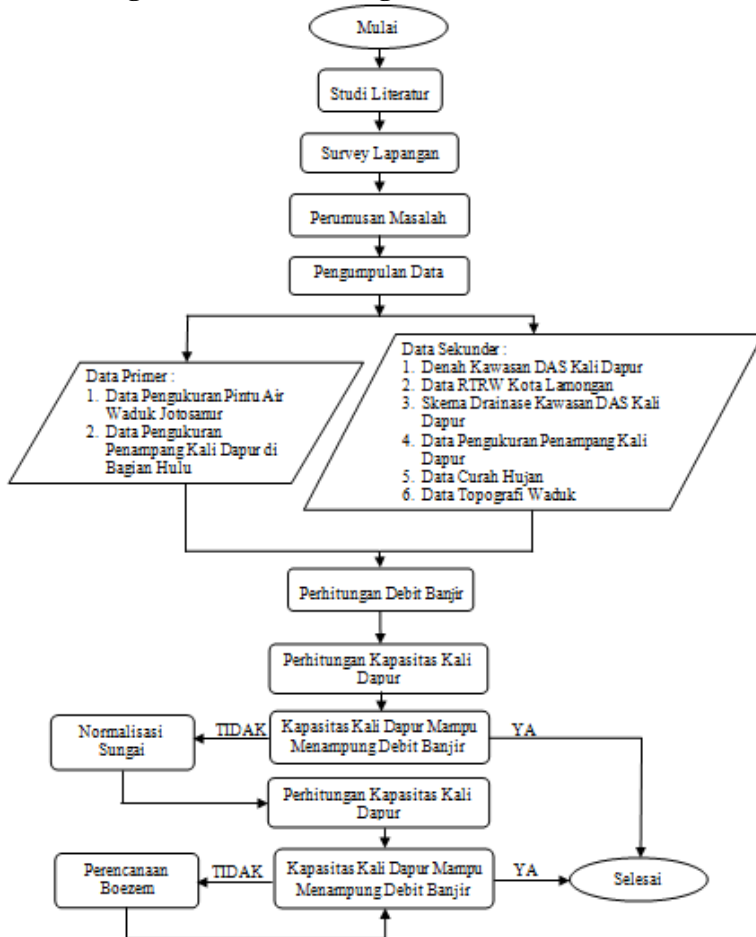 Mulai
Studi Literatur
Survey Lapangan
Perumusan Masalah
Pengumpulan Data
Data Primer :
1. Data Pengukuran Pintu Air
Waduk Jotosanur
2. Data Pengukuran
Penampang Kali Dapur di
Bagian Hulu
Data Sekunder :
1. Denah Kawasan DAS Kali Dapur
2. Data RTRW Kota Lamongan
3. Skema Drainase Kawasan DAS Kali
Dapur
4. Data Pengukuran Penampang Kali
Dapur
5. Data Curah Hujan
6. Data Topografi Waduk
Perhitungan Debit Banjir
Perhitungan Kapasitas Kali
Dapur
Normalisasi
Sungai
TIDAK
Kapasitas Kali Dapur Mampu
Menampung Debit Banjir
YA
Perhitungan Kapasitas Kali
Dapur
Perencanaan
Boezem
TIDAK
Kapasitas Kali Dapur Mampu
Menampung Debit Banjir
YA
Selesai